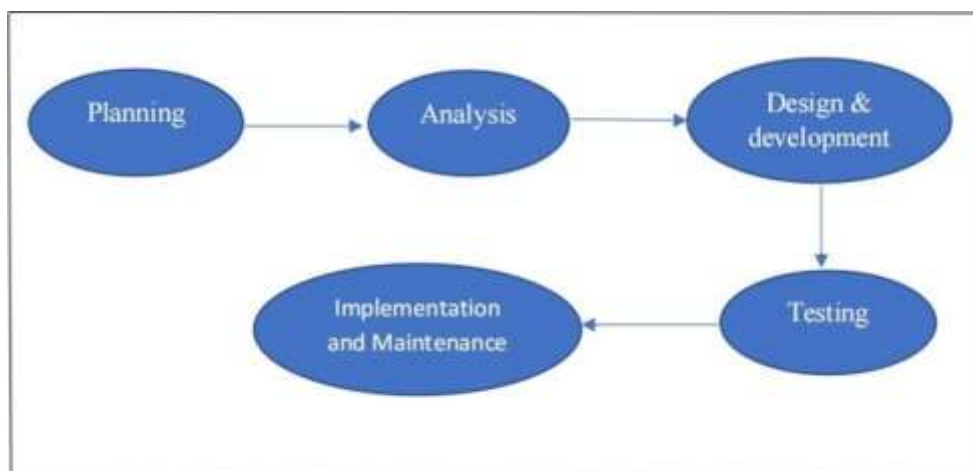 Planning
Analysis
Design &
development
Testing
Implementation
and Maintenance